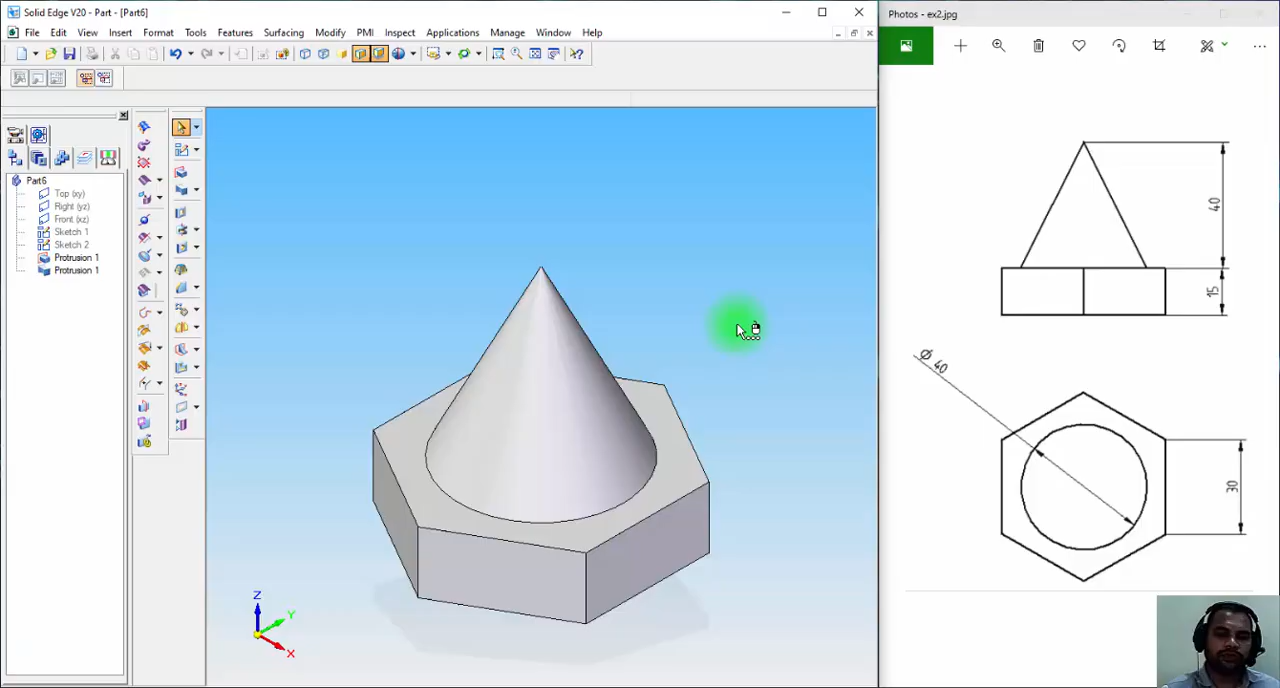 Solid Edge V20 - Part - [Part6]
Photos - ex2.jpg
File Edit View Insert Format Tools Features Surfacing Modify PMI Inspect Applications Manage Window Help
Part6
Top (xy)
Right (yz)
Front (xz)
Sketch 1
Sketch 2
Protrusion 1
Protrusion 1
Z
Y
X
40
15
Ø 40
30